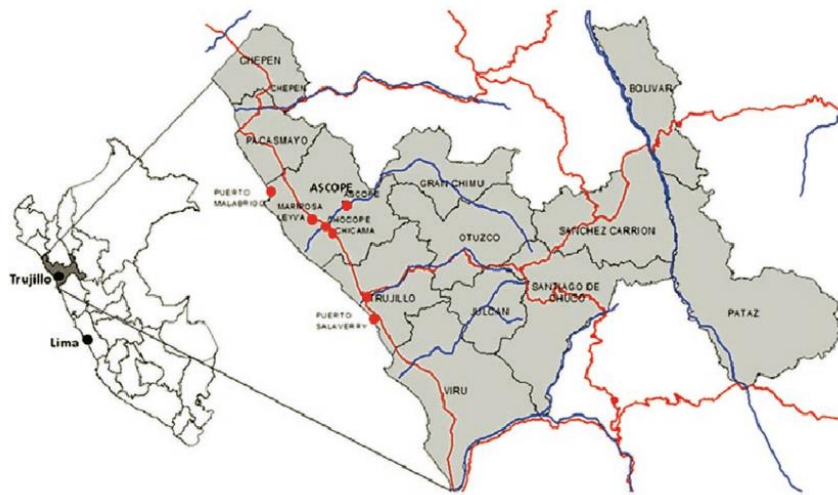 CHEPEN
CHEPEN
PACASMAYO
BOLIVAR
PUERTO
MALABRIGO
ASCOPE
ASCOPE
GRAN CHIMU
MARIPOSA
LEYVA
CHOCOPE
CHICAMA
OTUZCO
SANCHEZ CARRION
Trujillo
TRUJILLO
SANTIAGO DE
CHUCO
JULCAN
PATAZ
PUERTO
SALAVERRY
Lima
VIRU